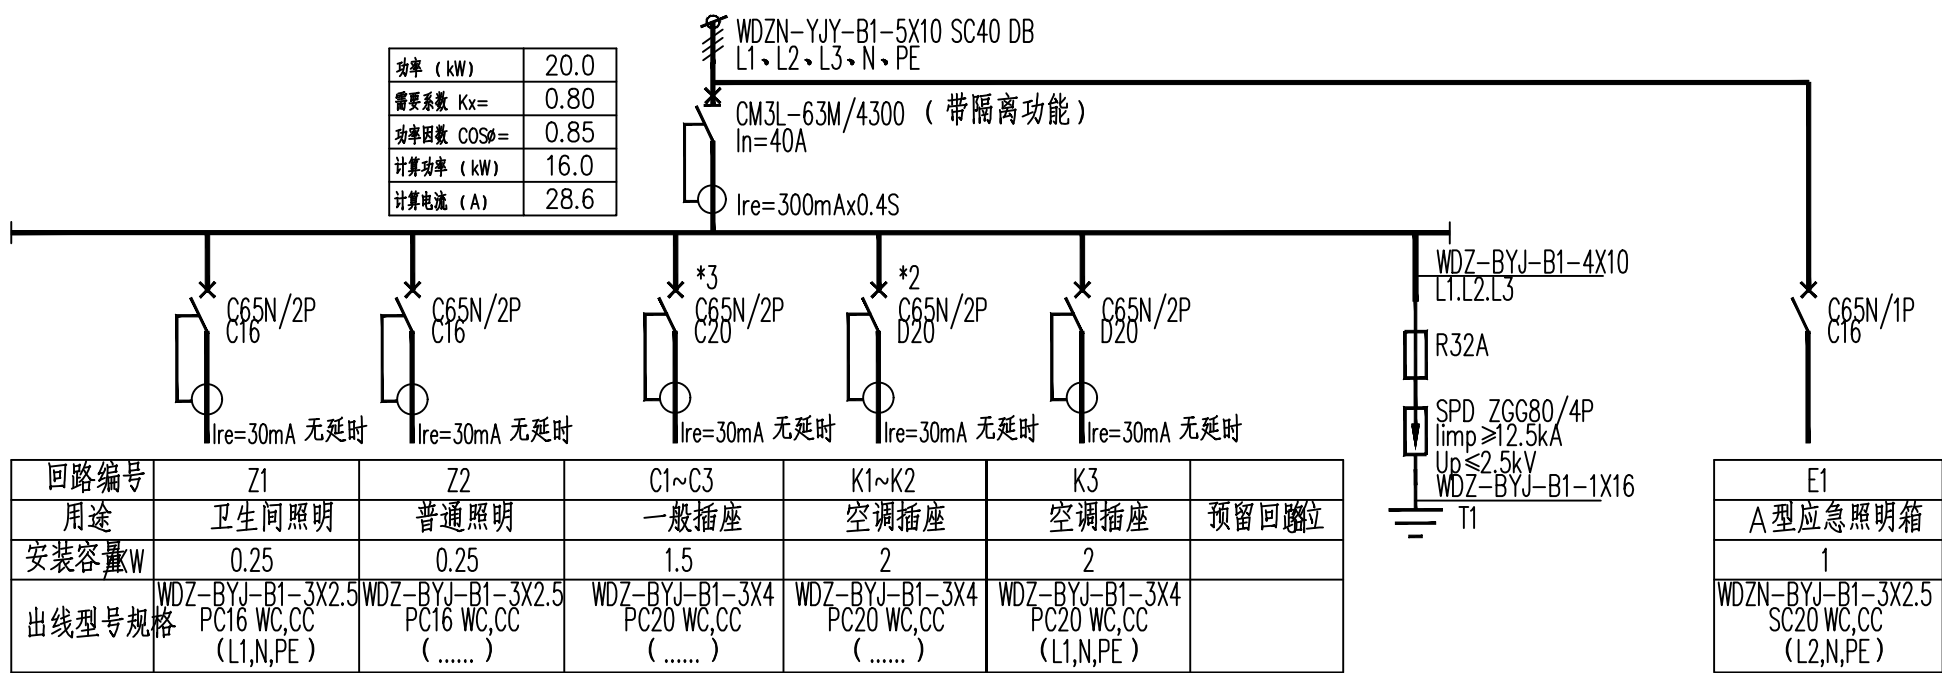 WDZN-YJY-B1-5X10 SC40 DB
L1、L2、L3、N、PE
功率（kW） 20.0
需要系数 Kx= 0.80
功率因数 COSø= 0.85
计算功率（kW） 16.0
计算电流（A） 28.6
CM3L-63M/4300（带隔离功能）
In=40A
Ire=300mAx0.4S
C65N/2P
C16
Ire=30mA 无延时
C65N/2P
C16
Ire=30mA 无延时
*3
C65N/2P
C20
Ire=30mA 无延时
*2
C65N/2P
D20
Ire=30mA 无延时
C65N/2P
D20
Ire=30mA 无延时
WDZ-BYJ-B1-4X10
L1.L2.L3
R32A
SPD ZGG80/4P
Iimp≥12.5kA
Up≤2.5kV
WDZ-BYJ-B1-1X16
T1
C65N/1P
C16
回路编号 Z1 Z2 C1~C3 K1~K2 K3 E1
用途 卫生间照明 普通照明 一般插座 空调插座 空调插座 预留回路位 A型应急照明箱
安装容量/KW 0.25 0.25 1.5 2 2 1
出线型号规格
WDZ-BYJ-B1-3X2.5 WDZ-BYJ-B1-3X2.5 WDZ-BYJ-B1-3X4 WDZ-BYJ-B1-3X4 WDZ-BYJ-B1-3X4 WDZN-BYJ-B1-3X2.5
PC16 WC,CC PC16 WC,CC PC20 WC,CC PC20 WC,CC PC20 WC,CC SC20 WC,CC
(L1,N,PE) (......) (......) (......) (L1,N,PE) (L2,N,PE)